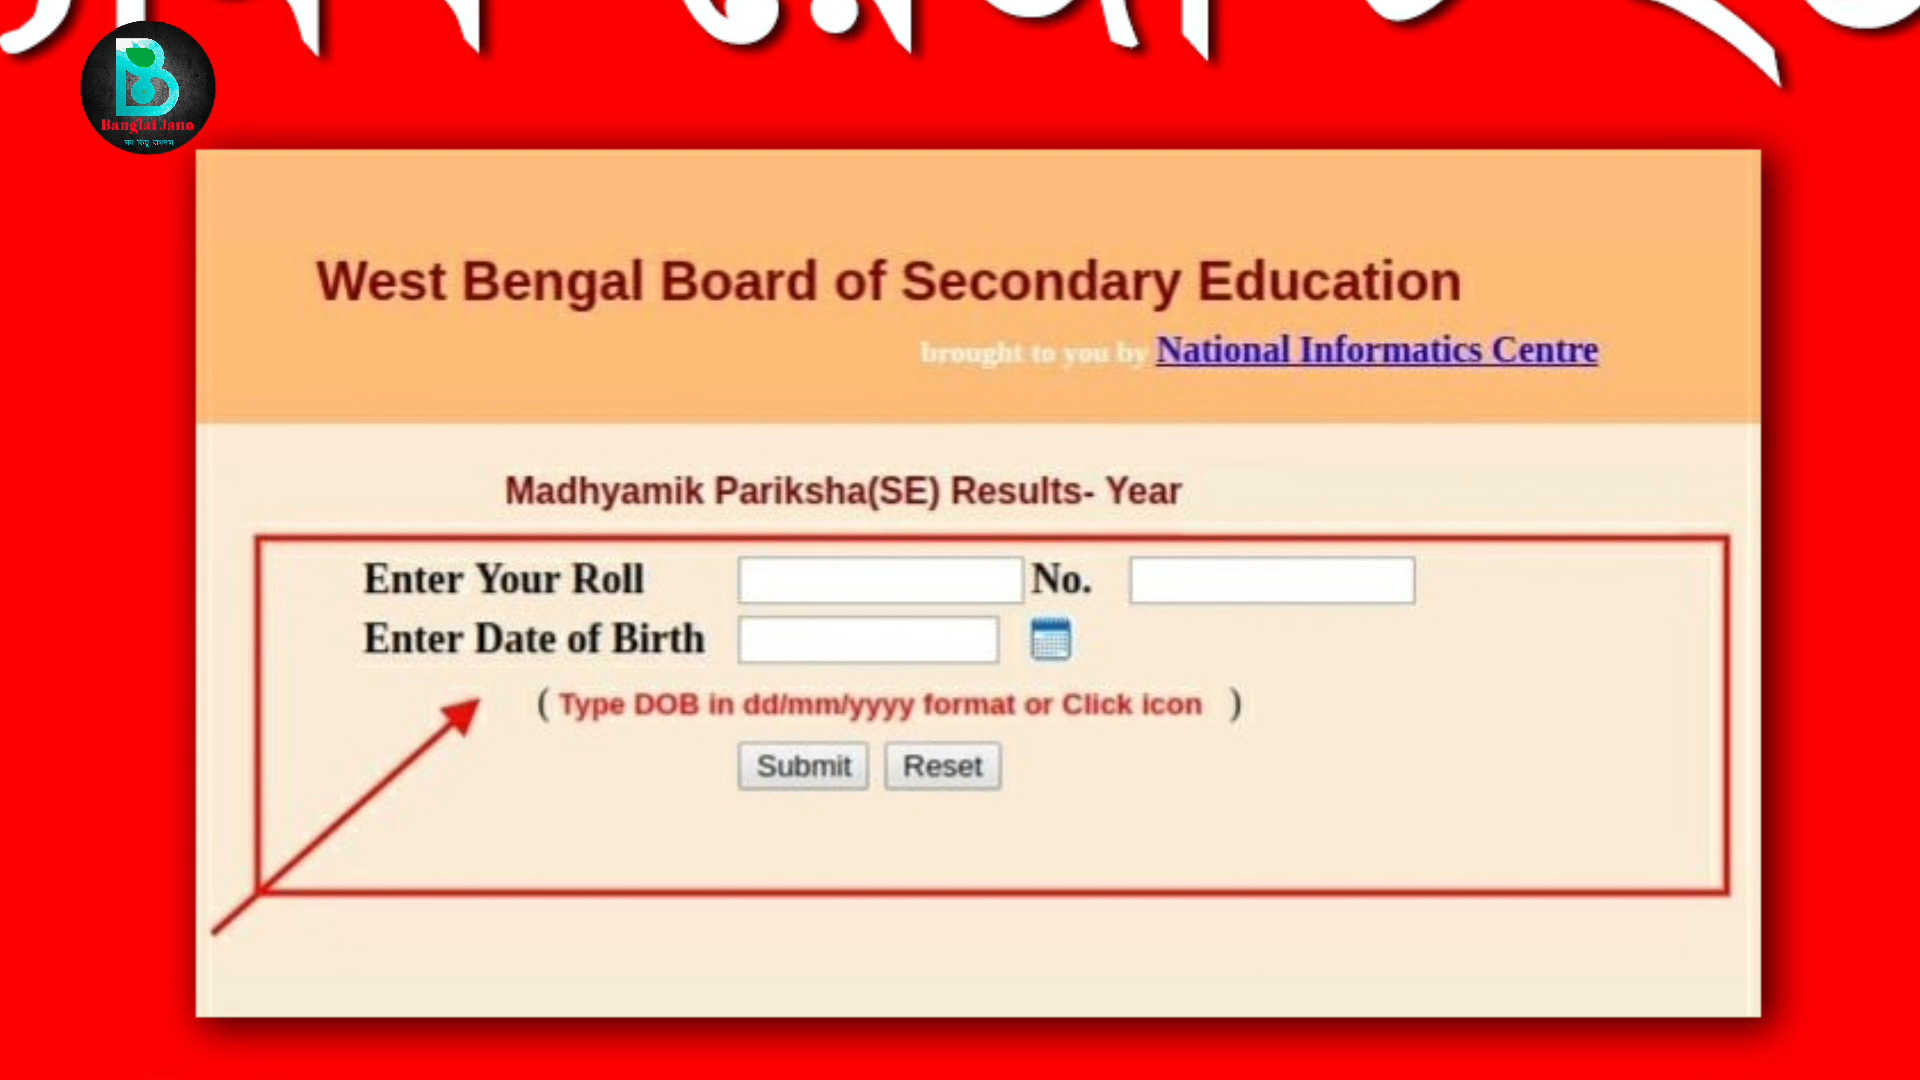 Banglai Jano
West Bengal Board of Secondary Education
brought to you by National Informatics Centre
Madhyamik Pariksha(SE) Results- Year
Enter Your Roll No.
Enter Date of Birth
( Type DOB in dd/mm/yyyy format or Click icon )
Submit Reset